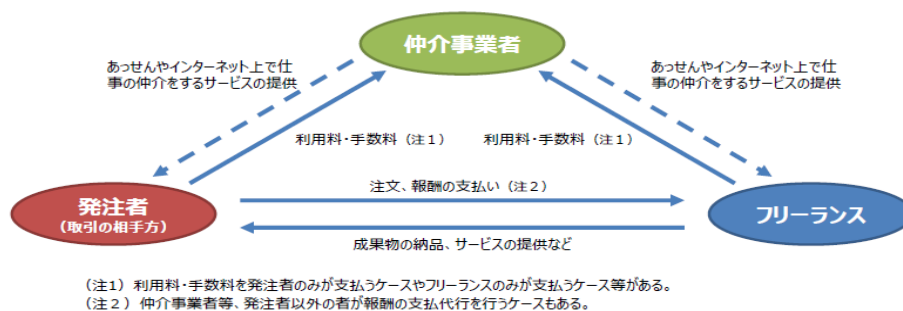 仲介事業者
あっせんやインターネット上で仕
事の仲介をするサービスの提供
あっせんやインターネット上で仕
事の仲介をするサービスの提供
利用料・手数料（注１）
利用料・手数料（注１）
注文、報酬の支払い（注２）
発注者
（取引の相手方）
フリーランス
成果物の納品、サービスの提供など
（注１）利用料・手数料を発注者のみが支払うケースやフリーランスのみが支払うケース等がある。
（注２）仲介事業者等、発注者以外の者が報酬の支払代行を行うケースもある。